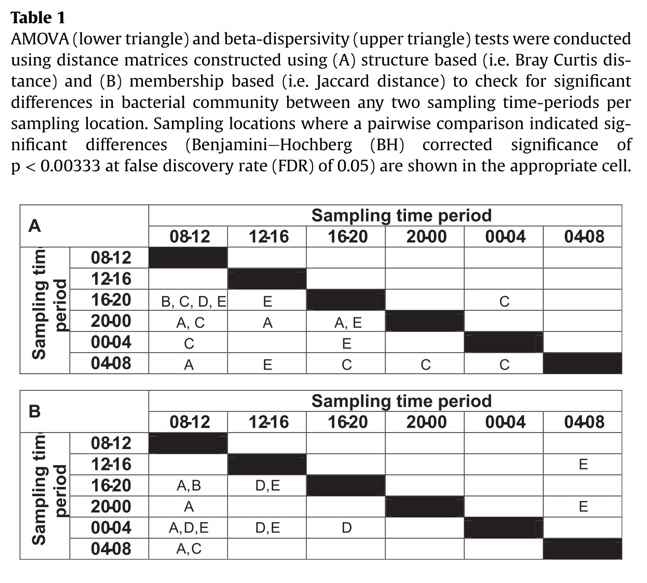 Table 1
AMOVA (lower triangle) and beta-dispersivity (upper triangle) tests were conducted
using distance matrices constructed using (A) structure based (i.e. Bray Curtis dis-
tance) and (B) membership based (i.e. Jaccard distance) to check for significant
differences in bacterial community between any two sampling time-periods per
sampling location. Sampling locations where a pairwise comparison indicated sig-
nificant differences (Benjamini–Hochberg (BH) corrected significance of
p < 0.00333 at false discovery rate (FDR) of 0.05) are shown in the appropriate cell.
A Sampling time period
08-12 12-16 16-20 20-00 00-04 04-08
Sampling tim
period
08-12
12-16
16-20 B, C, D, E E C
20-00 A, C A A, E
00-04 C E
04-08 A E C C C
B Sampling time period
08-12 12-16 16-20 20-00 00-04 04-08
Sampling tim
period
08-12
12-16 E
16-20 A,B D,E
20-00 A E
00-04 A,D,E D,E D
04-08 A,C